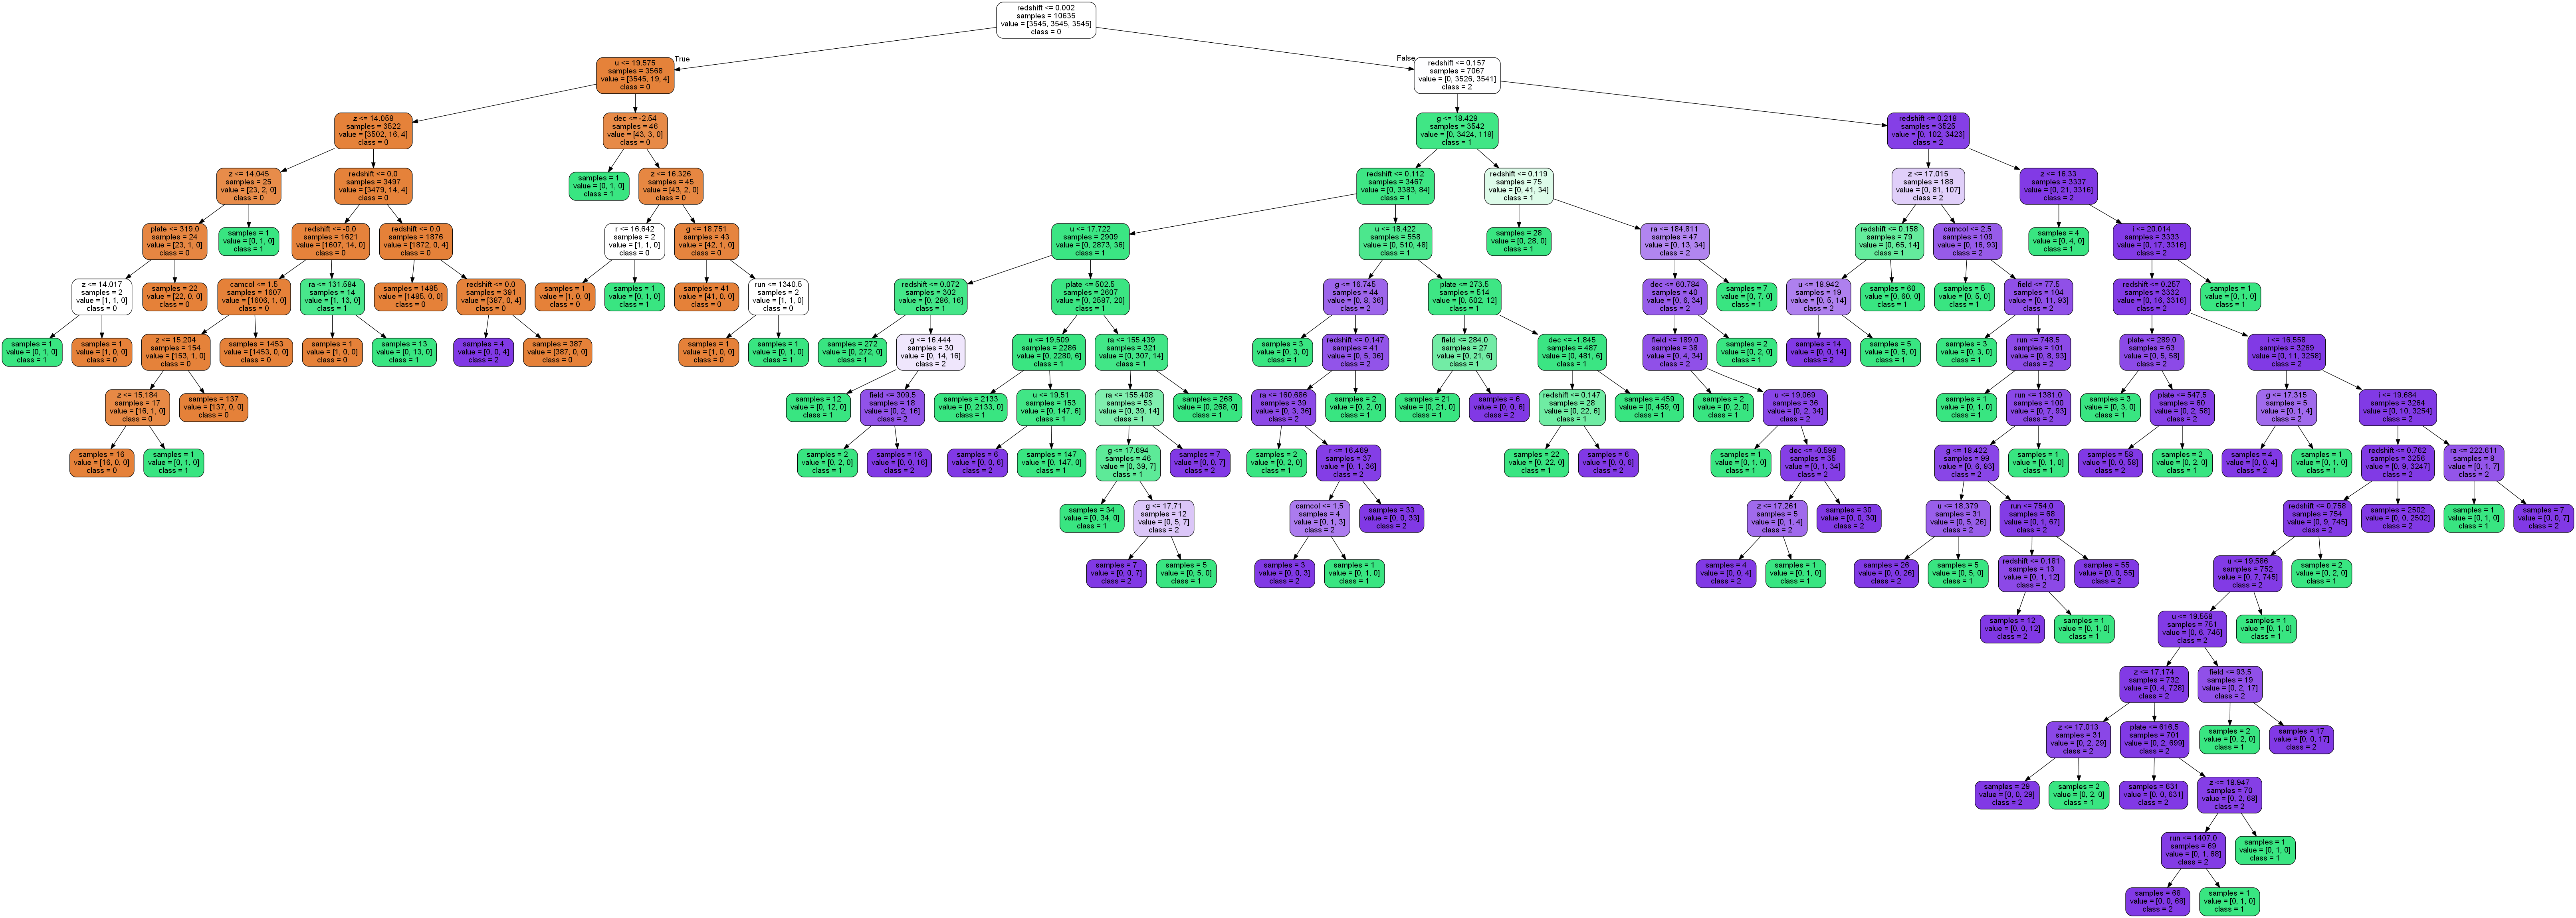 redshift <= 0.002
samples = 10635
value = [3545, 3545, 3545]
class = 0
True
False
u <= 19.575
samples = 3568
value = [3545, 19, 4]
class = 0
redshift <= 0.157
samples = 7067
value = [0, 3526, 3541]
class = 2
z <= 14.058
samples = 3522
value = [3502, 16, 4]
class = 0
dec <= -2.54
samples = 46
value = [43, 3, 0]
class = 0
g <= 18.429
samples = 3542
value = [0, 3424, 118]
class = 1
redshift <= 0.218
samples = 3525
value = [0, 102, 3423]
class = 2
z <= 14.045
samples = 25
value = [23, 2, 0]
class = 0
redshift <= 0.0
samples = 3497
value = [3479, 14, 4]
class = 0
samples = 1
value = [0, 1, 0]
class = 1
z <= 16.326
samples = 45
value = [43, 2, 0]
class = 0
redshift <= 0.112
samples = 3467
value = [0, 3383, 84]
class = 1
redshift <= 0.119
samples = 75
value = [0, 41, 34]
class = 1
z <= 17.015
samples = 188
value = [0, 81, 107]
class = 2
z <= 16.33
samples = 3337
value = [0, 21, 3316]
class = 2
plate <= 319.0
samples = 24
value = [23, 1, 0]
class = 0
samples = 1
value = [0, 1, 0]
class = 1
redshift <= -0.0
samples = 1621
value = [1607, 14, 0]
class = 0
redshift <= 0.0
samples = 1876
value = [1872, 0, 4]
class = 0
r <= 16.642
samples = 2
value = [1, 1, 0]
class = 0
g <= 18.751
samples = 43
value = [42, 1, 0]
class = 0
u <= 17.722
samples = 2909
value = [0, 2873, 36]
class = 1
u <= 18.422
samples = 558
value = [0, 510, 48]
class = 1
samples = 28
value = [0, 28, 0]
class = 1
ra <= 184.811
samples = 47
value = [0, 13, 34]
class = 2
redshift <= 0.158
samples = 79
value = [0, 65, 14]
class = 1
camcol <= 2.5
samples = 109
value = [0, 16, 93]
class = 2
samples = 4
value = [0, 4, 0]
class = 1
i <= 20.014
samples = 3333
value = [0, 17, 3316]
class = 2
z <= 14.017
samples = 2
value = [1, 1, 0]
class = 0
samples = 22
value = [22, 0, 0]
class = 0
camcol <= 1.5
samples = 1607
value = [1606, 1, 0]
class = 0
ra <= 131.584
samples = 14
value = [1, 13, 0]
class = 1
samples = 1485
value = [1485, 0, 0]
class = 0
redshift <= 0.0
samples = 391
value = [387, 0, 4]
class = 0
samples = 1
value = [1, 0, 0]
class = 0
samples = 1
value = [0, 1, 0]
class = 1
samples = 41
value = [41, 0, 0]
class = 0
run <= 1340.5
samples = 2
value = [1, 1, 0]
class = 0
redshift <= 0.072
samples = 302
value = [0, 286, 16]
class = 1
plate <= 502.5
samples = 2607
value = [0, 2587, 20]
class = 1
g <= 16.745
samples = 44
value = [0, 8, 36]
class = 2
plate <= 273.5
samples = 514
value = [0, 502, 12]
class = 1
dec <= 60.784
samples = 40
value = [0, 6, 34]
class = 2
samples = 7
value = [0, 7, 0]
class = 1
u <= 18.942
samples = 19
value = [0, 5, 14]
class = 2
samples = 60
value = [0, 60, 0]
class = 1
samples = 5
value = [0, 5, 0]
class = 1
field <= 77.5
samples = 104
value = [0, 11, 93]
class = 2
redshift <= 0.257
samples = 3332
value = [0, 16, 3316]
class = 2
samples = 1
value = [0, 1, 0]
class = 1
samples = 1
value = [0, 1, 0]
class = 1
samples = 1
value = [1, 0, 0]
class = 0
z <= 15.204
samples = 154
value = [153, 1, 0]
class = 0
samples = 1453
value = [1453, 0, 0]
class = 0
samples = 1
value = [1, 0, 0]
class = 0
samples = 13
value = [0, 13, 0]
class = 1
samples = 4
value = [0, 0, 4]
class = 2
samples = 387
value = [387, 0, 0]
class = 0
samples = 1
value = [1, 0, 0]
class = 0
samples = 1
value = [0, 1, 0]
class = 1
samples = 272
value = [0, 272, 0]
class = 1
g <= 16.444
samples = 30
value = [0, 14, 16]
class = 2
u <= 19.509
samples = 2286
value = [0, 2280, 6]
class = 1
ra <= 155.439
samples = 321
value = [0, 307, 14]
class = 1
samples = 3
value = [0, 3, 0]
class = 1
redshift <= 0.147
samples = 41
value = [0, 5, 36]
class = 2
field <= 284.0
samples = 27
value = [0, 21, 6]
class = 1
dec <= -1.845
samples = 487
value = [0, 481, 6]
class = 1
field <= 189.0
samples = 38
value = [0, 4, 34]
class = 2
samples = 2
value = [0, 2, 0]
class = 1
samples = 14
value = [0, 0, 14]
class = 2
samples = 5
value = [0, 5, 0]
class = 1
samples = 3
value = [0, 3, 0]
class = 1
run <= 748.5
samples = 101
value = [0, 8, 93]
class = 2
plate <= 289.0
samples = 63
value = [0, 5, 58]
class = 2
i <= 16.558
samples = 3269
value = [0, 11, 3258]
class = 2
z <= 15.184
samples = 17
value = [16, 1, 0]
class = 0
samples = 137
value = [137, 0, 0]
class = 0
samples = 12
value = [0, 12, 0]
class = 1
field <= 309.5
samples = 18
value = [0, 2, 16]
class = 2
samples = 2133
value = [0, 2133, 0]
class = 1
u <= 19.51
samples = 153
value = [0, 147, 6]
class = 1
ra <= 155.408
samples = 53
value = [0, 39, 14]
class = 1
samples = 268
value = [0, 268, 0]
class = 1
ra <= 160.686
samples = 39
value = [0, 3, 36]
class = 2
samples = 2
value = [0, 2, 0]
class = 1
samples = 21
value = [0, 21, 0]
class = 1
samples = 6
value = [0, 0, 6]
class = 2
redshift <= 0.147
samples = 28
value = [0, 22, 6]
class = 1
samples = 459
value = [0, 459, 0]
class = 1
samples = 2
value = [0, 2, 0]
class = 1
u <= 19.069
samples = 36
value = [0, 2, 34]
class = 2
samples = 1
value = [0, 1, 0]
class = 1
run <= 1381.0
samples = 100
value = [0, 7, 93]
class = 2
samples = 3
value = [0, 3, 0]
class = 1
plate <= 547.5
samples = 60
value = [0, 2, 58]
class = 2
g <= 17.315
samples = 5
value = [0, 1, 4]
class = 2
i <= 19.684
samples = 3264
value = [0, 10, 3254]
class = 2
samples = 16
value = [16, 0, 0]
class = 0
samples = 1
value = [0, 1, 0]
class = 1
samples = 2
value = [0, 2, 0]
class = 1
samples = 16
value = [0, 0, 16]
class = 2
samples = 6
value = [0, 0, 6]
class = 2
samples = 147
value = [0, 147, 0]
class = 1
g <= 17.694
samples = 46
value = [0, 39, 7]
class = 1
samples = 7
value = [0, 0, 7]
class = 2
samples = 2
value = [0, 2, 0]
class = 1
r <= 16.469
samples = 37
value = [0, 1, 36]
class = 2
samples = 22
value = [0, 22, 0]
class = 1
samples = 6
value = [0, 0, 6]
class = 2
samples = 1
value = [0, 1, 0]
class = 1
dec <= -0.598
samples = 35
value = [0, 1, 34]
class = 2
g <= 18.422
samples = 99
value = [0, 6, 93]
class = 2
samples = 1
value = [0, 1, 0]
class = 1
samples = 58
value = [0, 0, 58]
class = 2
samples = 2
value = [0, 2, 0]
class = 1
samples = 4
value = [0, 0, 4]
class = 2
samples = 1
value = [0, 1, 0]
class = 1
redshift <= 0.762
samples = 3256
value = [0, 9, 3247]
class = 2
ra <= 222.611
samples = 8
value = [0, 1, 7]
class = 2
samples = 34
value = [0, 34, 0]
class = 1
g <= 17.71
samples = 12
value = [0, 5, 7]
class = 2
camcol <= 1.5
samples = 4
value = [0, 1, 3]
class = 2
samples = 33
value = [0, 0, 33]
class = 2
z <= 17.261
samples = 5
value = [0, 1, 4]
class = 2
samples = 30
value = [0, 0, 30]
class = 2
u <= 18.379
samples = 31
value = [0, 5, 26]
class = 2
run <= 754.0
samples = 68
value = [0, 1, 67]
class = 2
redshift <= 0.758
samples = 754
value = [0, 9, 745]
class = 2
samples = 2502
value = [0, 0, 2502]
class = 2
samples = 1
value = [0, 1, 0]
class = 1
samples = 7
value = [0, 0, 7]
class = 2
samples = 7
value = [0, 0, 7]
class = 2
samples = 5
value = [0, 5, 0]
class = 1
samples = 3
value = [0, 0, 3]
class = 2
samples = 1
value = [0, 1, 0]
class = 1
samples = 4
value = [0, 0, 4]
class = 2
samples = 1
value = [0, 1, 0]
class = 1
samples = 26
value = [0, 0, 26]
class = 2
samples = 5
value = [0, 5, 0]
class = 1
redshift <= 0.181
samples = 13
value = [0, 1, 12]
class = 2
samples = 55
value = [0, 0, 55]
class = 2
u <= 19.586
samples = 752
value = [0, 7, 745]
class = 2
samples = 2
value = [0, 2, 0]
class = 1
samples = 12
value = [0, 0, 12]
class = 2
samples = 1
value = [0, 1, 0]
class = 1
u <= 19.558
samples = 751
value = [0, 6, 745]
class = 2
samples = 1
value = [0, 1, 0]
class = 1
z <= 17.174
samples = 732
value = [0, 4, 728]
class = 2
field <= 93.5
samples = 19
value = [0, 2, 17]
class = 2
z <= 17.013
samples = 31
value = [0, 2, 29]
class = 2
plate <= 616.5
samples = 701
value = [0, 2, 699]
class = 2
samples = 2
value = [0, 2, 0]
class = 1
samples = 17
value = [0, 0, 17]
class = 2
samples = 29
value = [0, 0, 29]
class = 2
samples = 2
value = [0, 2, 0]
class = 1
samples = 631
value = [0, 0, 631]
class = 2
z <= 18.947
samples = 70
value = [0, 2, 68]
class = 2
run <= 1407.0
samples = 69
value = [0, 1, 68]
class = 2
samples = 1
value = [0, 1, 0]
class = 1
samples = 68
value = [0, 0, 68]
class = 2
samples = 1
value = [0, 1, 0]
class = 1